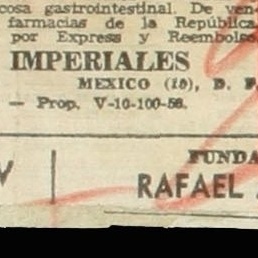 cosa gastrointestinal. De ven-
farmacias de la República
por Express y Reembolso
IMPERIALES
MEXICO (18), D. F.
— Prop. V-10-100-58.
FUNDA
RAFAEL